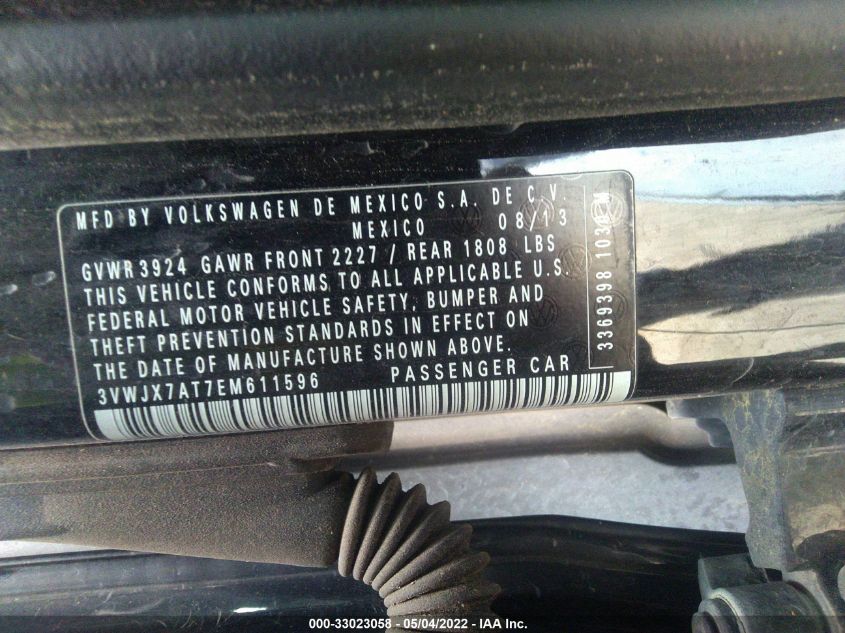 MFD BY VOLKSWAGEN DE MEXICO S.A. DE C.V.
MEXICO 08/13
GVWR 3924 GAWR FRONT 2227 / REAR 1808 LBS
THIS VEHICLE CONFORMS TO ALL APPLICABLE U.S.
FEDERAL MOTOR VEHICLE SAFETY, BUMPER AND
THEFT PREVENTION STANDARDS IN EFFECT ON
THE DATE OF MANUFACTURE SHOWN ABOVE.
3VWJX7AT7EM611596 PASSENGER CAR
3369398
000-33023058 - 05/04/2022 - IAA Inc.